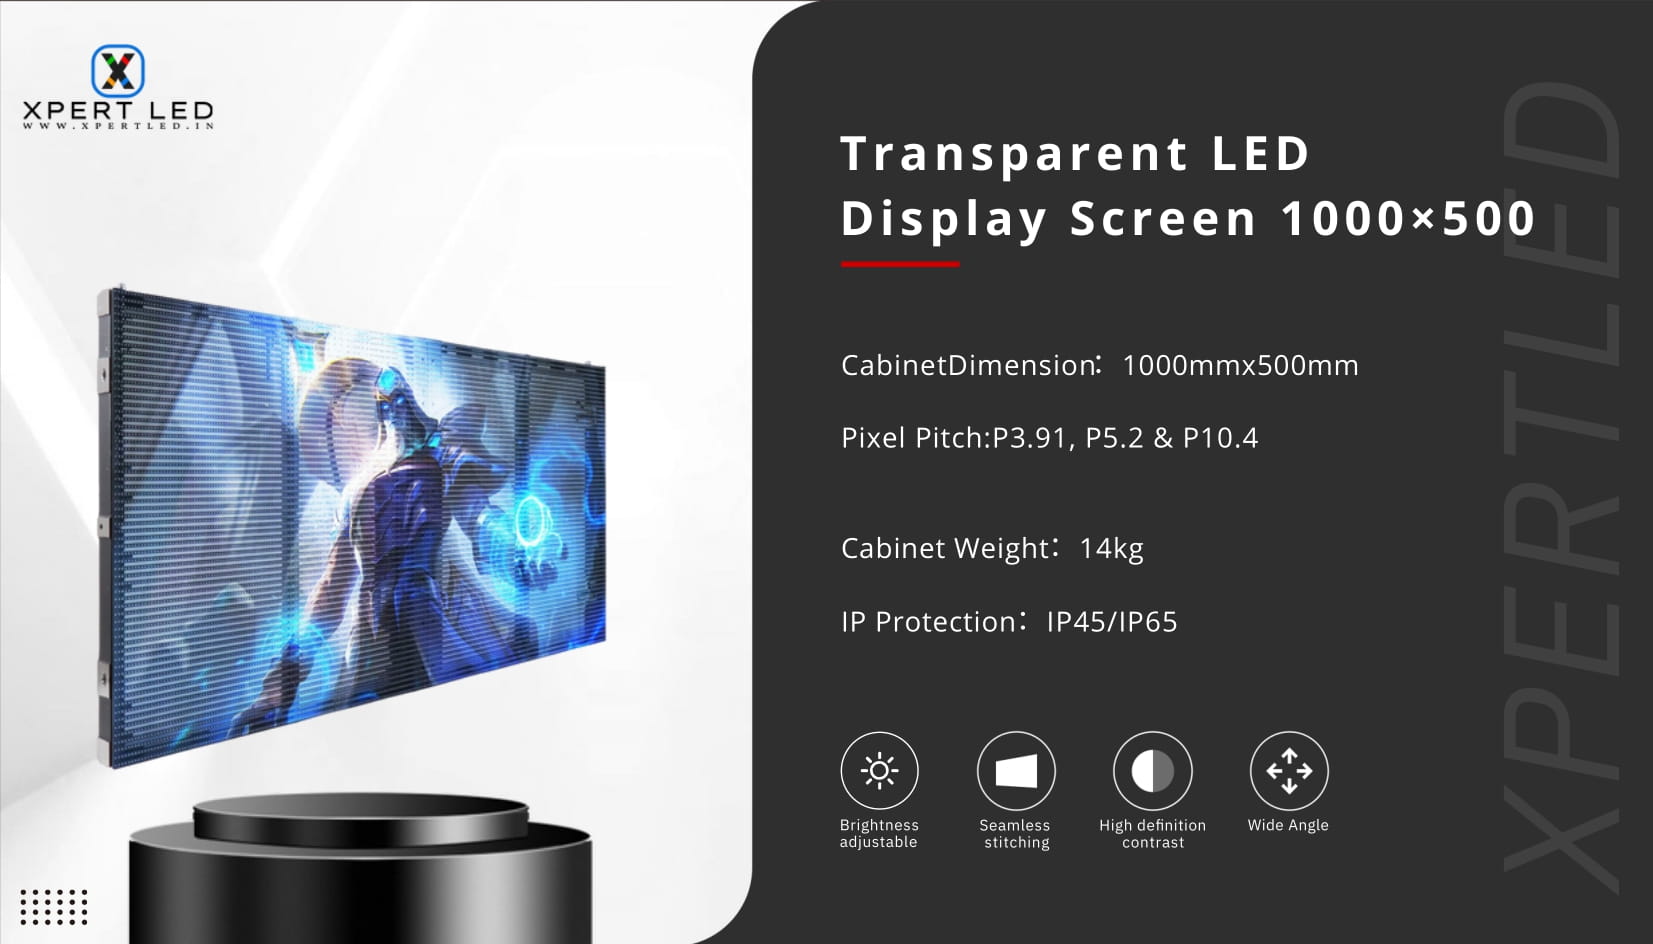 XPERT LED
WWW.XPERTLED.IN
Transparent LED
Display Screen 1000×500
CabinetDimension：1000mmx500mm
Pixel Pitch:P3.91, P5.2 & P10.4
Cabinet Weight：14kg
IP Protection：IP45/IP65
Brightness
adjustable
Seamless
stitching
High definition
contrast
Wide Angle
XPERTLED